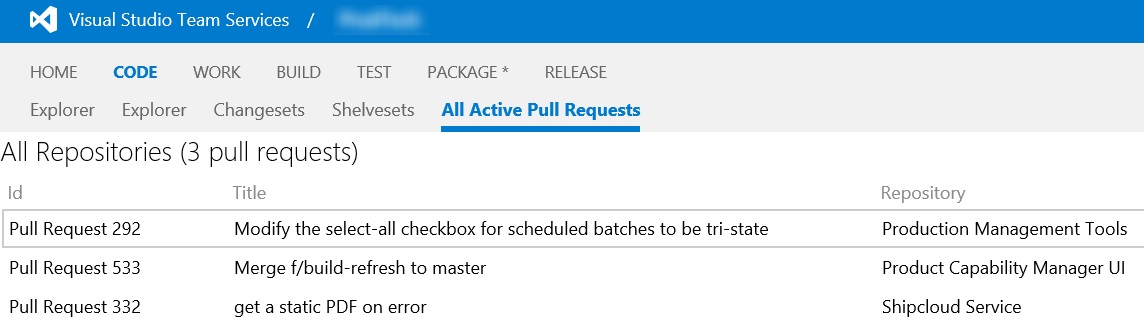 Visual Studio Team Services /
HOME CODE WORK BUILD TEST PACKAGE * RELEASE
Explorer Explorer Changesets Shelvesets All Active Pull Requests
All Repositories (3 pull requests)
Id Title Repository
Pull Request 292 Modify the select-all checkbox for scheduled batches to be tri-state Production Management Tools
Pull Request 533 Merge f/build-refresh to master Product Capability Manager UI
Pull Request 332 get a static PDF on error Shipcloud Service